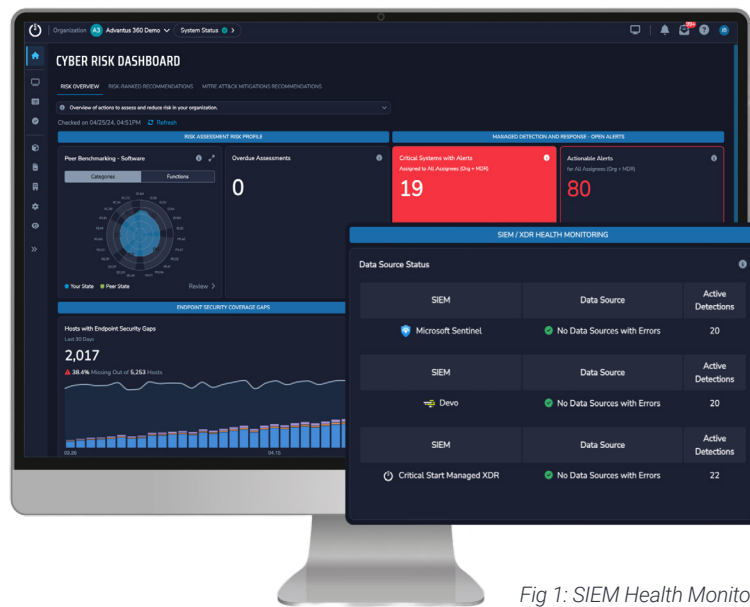 Organization A3 Advantus 360 Demo System Status
99+
CYBER RISK DASHBOARD
RISK OVERVIEW RISK-RANKED RECOMMENDATIONS MITRE ATT&CK MITIGATIONS RECOMMENDATIONS
Overview of actions to assess and reduce risk in your organization.
Checked on 04/25/24, 04:51PM Refresh
RISK ASSESSMENT RISK PROFILE
MANAGED DETECTION AND RESPONSE - OPEN ALERTS
Peer Benchmarking - Software
Categories Functions
Your State Peer State Review
Overdue Assessments
0
Critical Systems with Alerts
Assigned to All Assignees (Org + MDR)
19
Actionable Alerts
for All Assignees (Org + MDR)
80
ENDPOINT SECURITY COVERAGE GAPS
Hosts with Endpoint Security Gaps
Last 30 Days
2,017
38.4% Missing Out of 5,253 Hosts
03.26 04.15
SIEM / XDR HEALTH MONITORING
Data Source Status
SIEM Data Source Active
Detections
Microsoft Sentinel No Data Sources with Errors 20
SIEM Data Source Active
Detections
Devo No Data Sources with Errors 20
SIEM Data Source Active
Detections
Critical Start Managed XDR No Data Sources with Errors 22
Fig 1: SIEM Health Monito